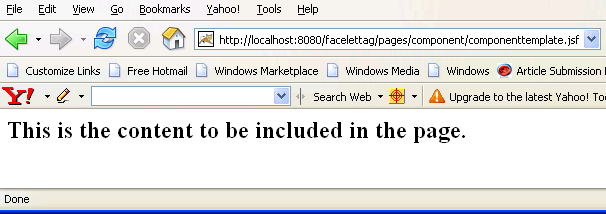 File Edit View Go Bookmarks Yahoo! Tools Help
http://localhost:8080/facelettag/pages/component/componenttemplate.jsf
Customize Links Free Hotmail Windows Marketplace Windows Media Windows Article Submission
Y! Search Web Upgrade to the latest Yahoo!
This is the content to be included in the page.
Done